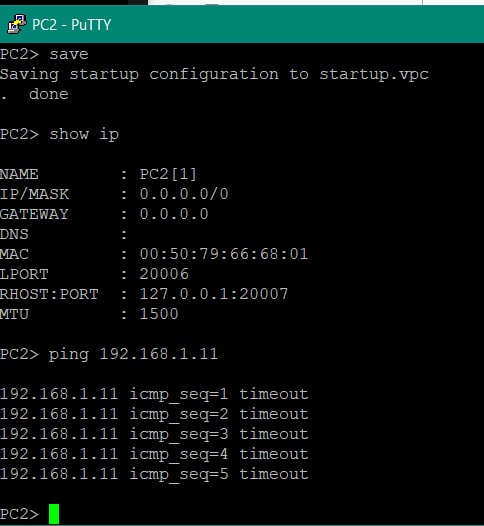 PC2 - PuTTY
PC2> save
Saving startup configuration to startup.vpc
.  done
PC2> show ip
NAME        : PC2[1]
IP/MASK     : 0.0.0.0/0
GATEWAY     : 0.0.0.0
DNS         :
MAC         : 00:50:79:66:68:01
LPORT       : 20006
RHOST:PORT  : 127.0.0.1:20007
MTU         : 1500
PC2> ping 192.168.1.11
192.168.1.11 icmp_seq=1 timeout
192.168.1.11 icmp_seq=2 timeout
192.168.1.11 icmp_seq=3 timeout
192.168.1.11 icmp_seq=4 timeout
192.168.1.11 icmp_seq=5 timeout
PC2>